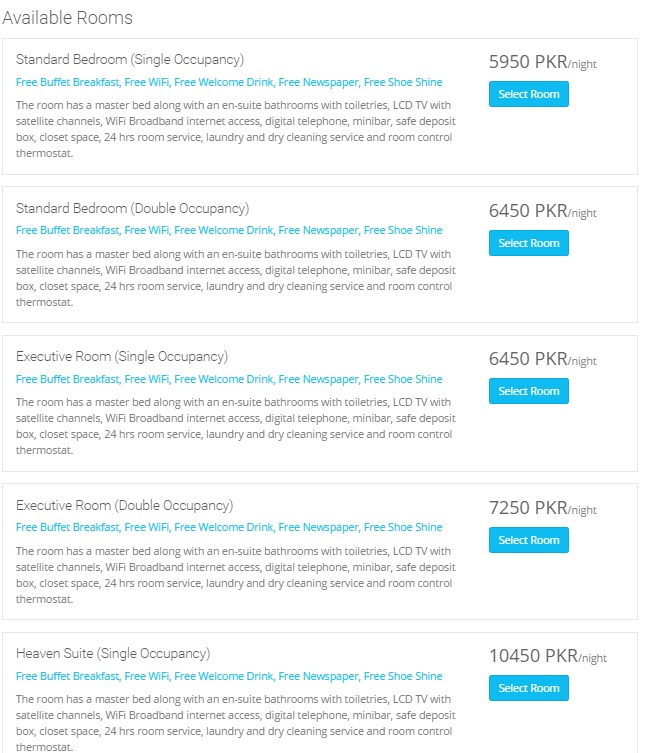 Available Rooms
Standard Bedroom (Single Occupancy)
5950 PKR/night
Free Buffet Breakfast, Free WiFi, Free Welcome Drink, Free Newspaper, Free Shoe Shine
Select Room
The room has a master bed along with an en-suite bathrooms with toiletries, LCD TV with
satellite channels, WiFi Broadband internet access, digital telephone, minibar, safe deposit
box, closet space, 24 hrs room service, laundry and dry cleaning service and room control
thermostat.
Standard Bedroom (Double Occupancy)
6450 PKR/night
Free Buffet Breakfast, Free WiFi, Free Welcome Drink, Free Newspaper, Free Shoe Shine
Select Room
The room has a master bed along with an en-suite bathrooms with toiletries, LCD TV with
satellite channels, WiFi Broadband internet access, digital telephone, minibar, safe deposit
box, closet space, 24 hrs room service, laundry and dry cleaning service and room control
thermostat.
Executive Room (Single Occupancy)
6450 PKR/night
Free Buffet Breakfast, Free WiFi, Free Welcome Drink, Free Newspaper, Free Shoe Shine
Select Room
The room has a master bed along with an en-suite bathrooms with toiletries, LCD TV with
satellite channels, WiFi Broadband internet access, digital telephone, minibar, safe deposit
box, closet space, 24 hrs room service, laundry and dry cleaning service and room control
thermostat.
Executive Room (Double Occupancy)
7250 PKR/night
Free Buffet Breakfast, Free WiFi, Free Welcome Drink, Free Newspaper, Free Shoe Shine
Select Room
The room has a master bed along with an en-suite bathrooms with toiletries, LCD TV with
satellite channels, WiFi Broadband internet access, digital telephone, minibar, safe deposit
box, closet space, 24 hrs room service, laundry and dry cleaning service and room control
thermostat.
Heaven Suite (Single Occupancy)
10450 PKR/night
Free Buffet Breakfast, Free WiFi, Free Welcome Drink, Free Newspaper, Free Shoe Shine
Select Room
The room has a master bed along with an en-suite bathrooms with toiletries, LCD TV with
satellite channels, WiFi Broadband internet access, digital telephone, minibar, safe deposit
box, closet space, 24 hrs room service, laundry and dry cleaning service and room control
thermostat.